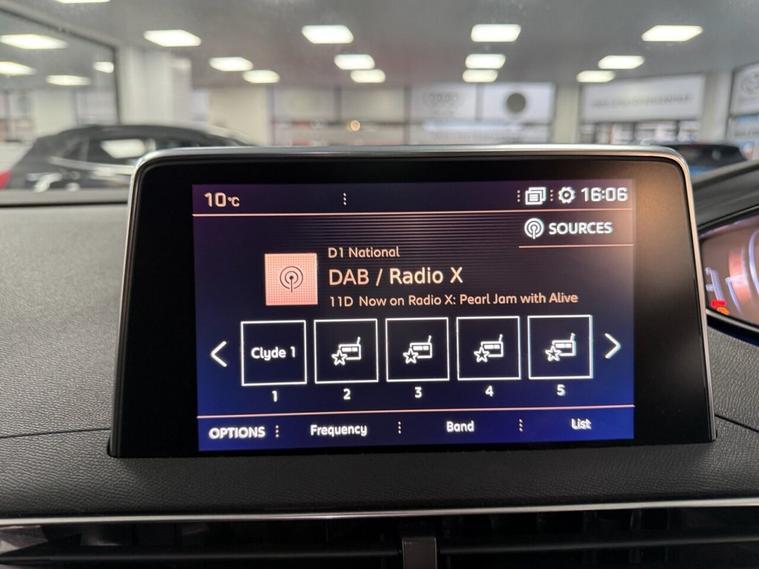 10°C
16:06
SOURCES
D1 National
DAB / Radio X
11D Now on Radio X: Pearl Jam with Alive
Clyde 1
1 2 3 4 5
OPTIONS Frequency Band List